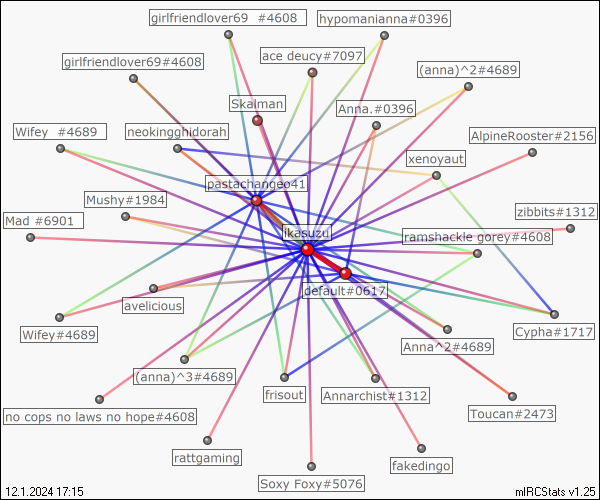 girlfriendlover69  #4608
hypomanianna#0396
girlfriendlover69#4608
ace deucy#7097
(anna)^2#4689
Skalman
Anna.#0396
Wifey  #4689
neokingghidorah
AlpineRooster#2156
xenoyaut
pastachangeo41
Mushy#1984
Mad #6901
zibbits#1312
likasuzu
ramshackle gorey#4608
default#0617
avelicious
Wifey#4689
Cypha#1717
Anna^2#4689
(anna)^3#4689
frisout
Annarchist#1312
no cops no laws no hope#4608
Toucan#2473
rattgaming
fakedingo
Soxy Foxy#5076
12.1.2024 17:15
mIRCStats v1.25